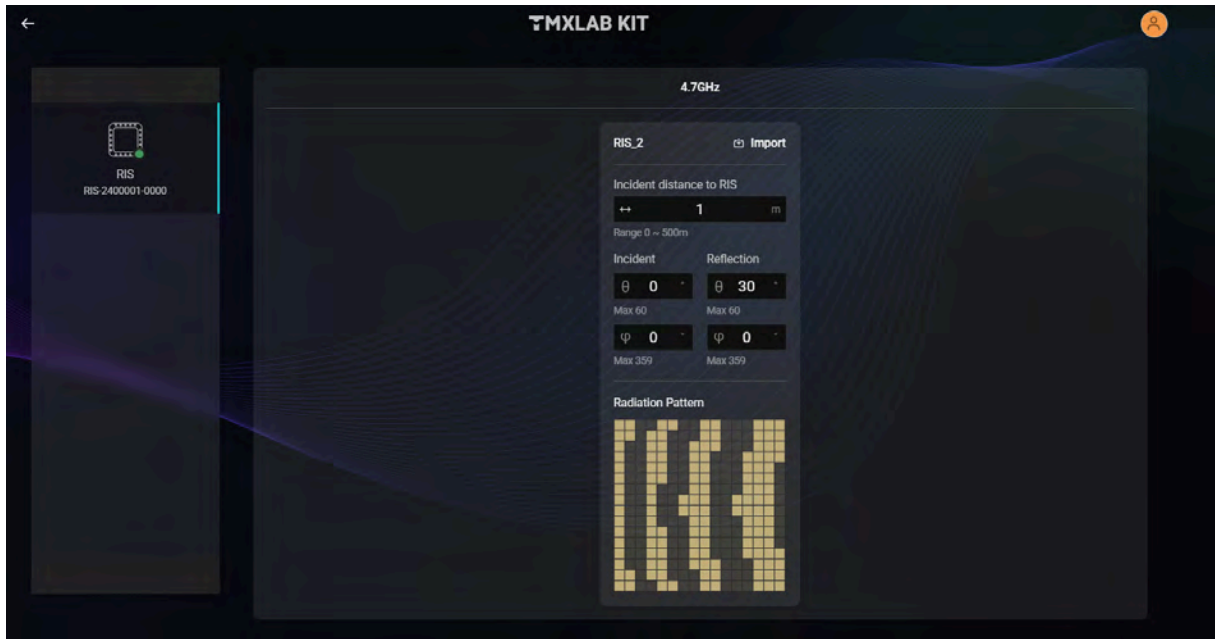 TMXLAB KIT
RIS
RIS-2400001-0000
4.7GHz
RIS_2 Import
Incident distance to RIS
1 m
Range 0 ~ 500m
Incident Reflection
θ 0 ° θ 30 °
Max 60 Max 60
φ 0 ° φ 0 °
Max 359 Max 359
Radiation Pattern